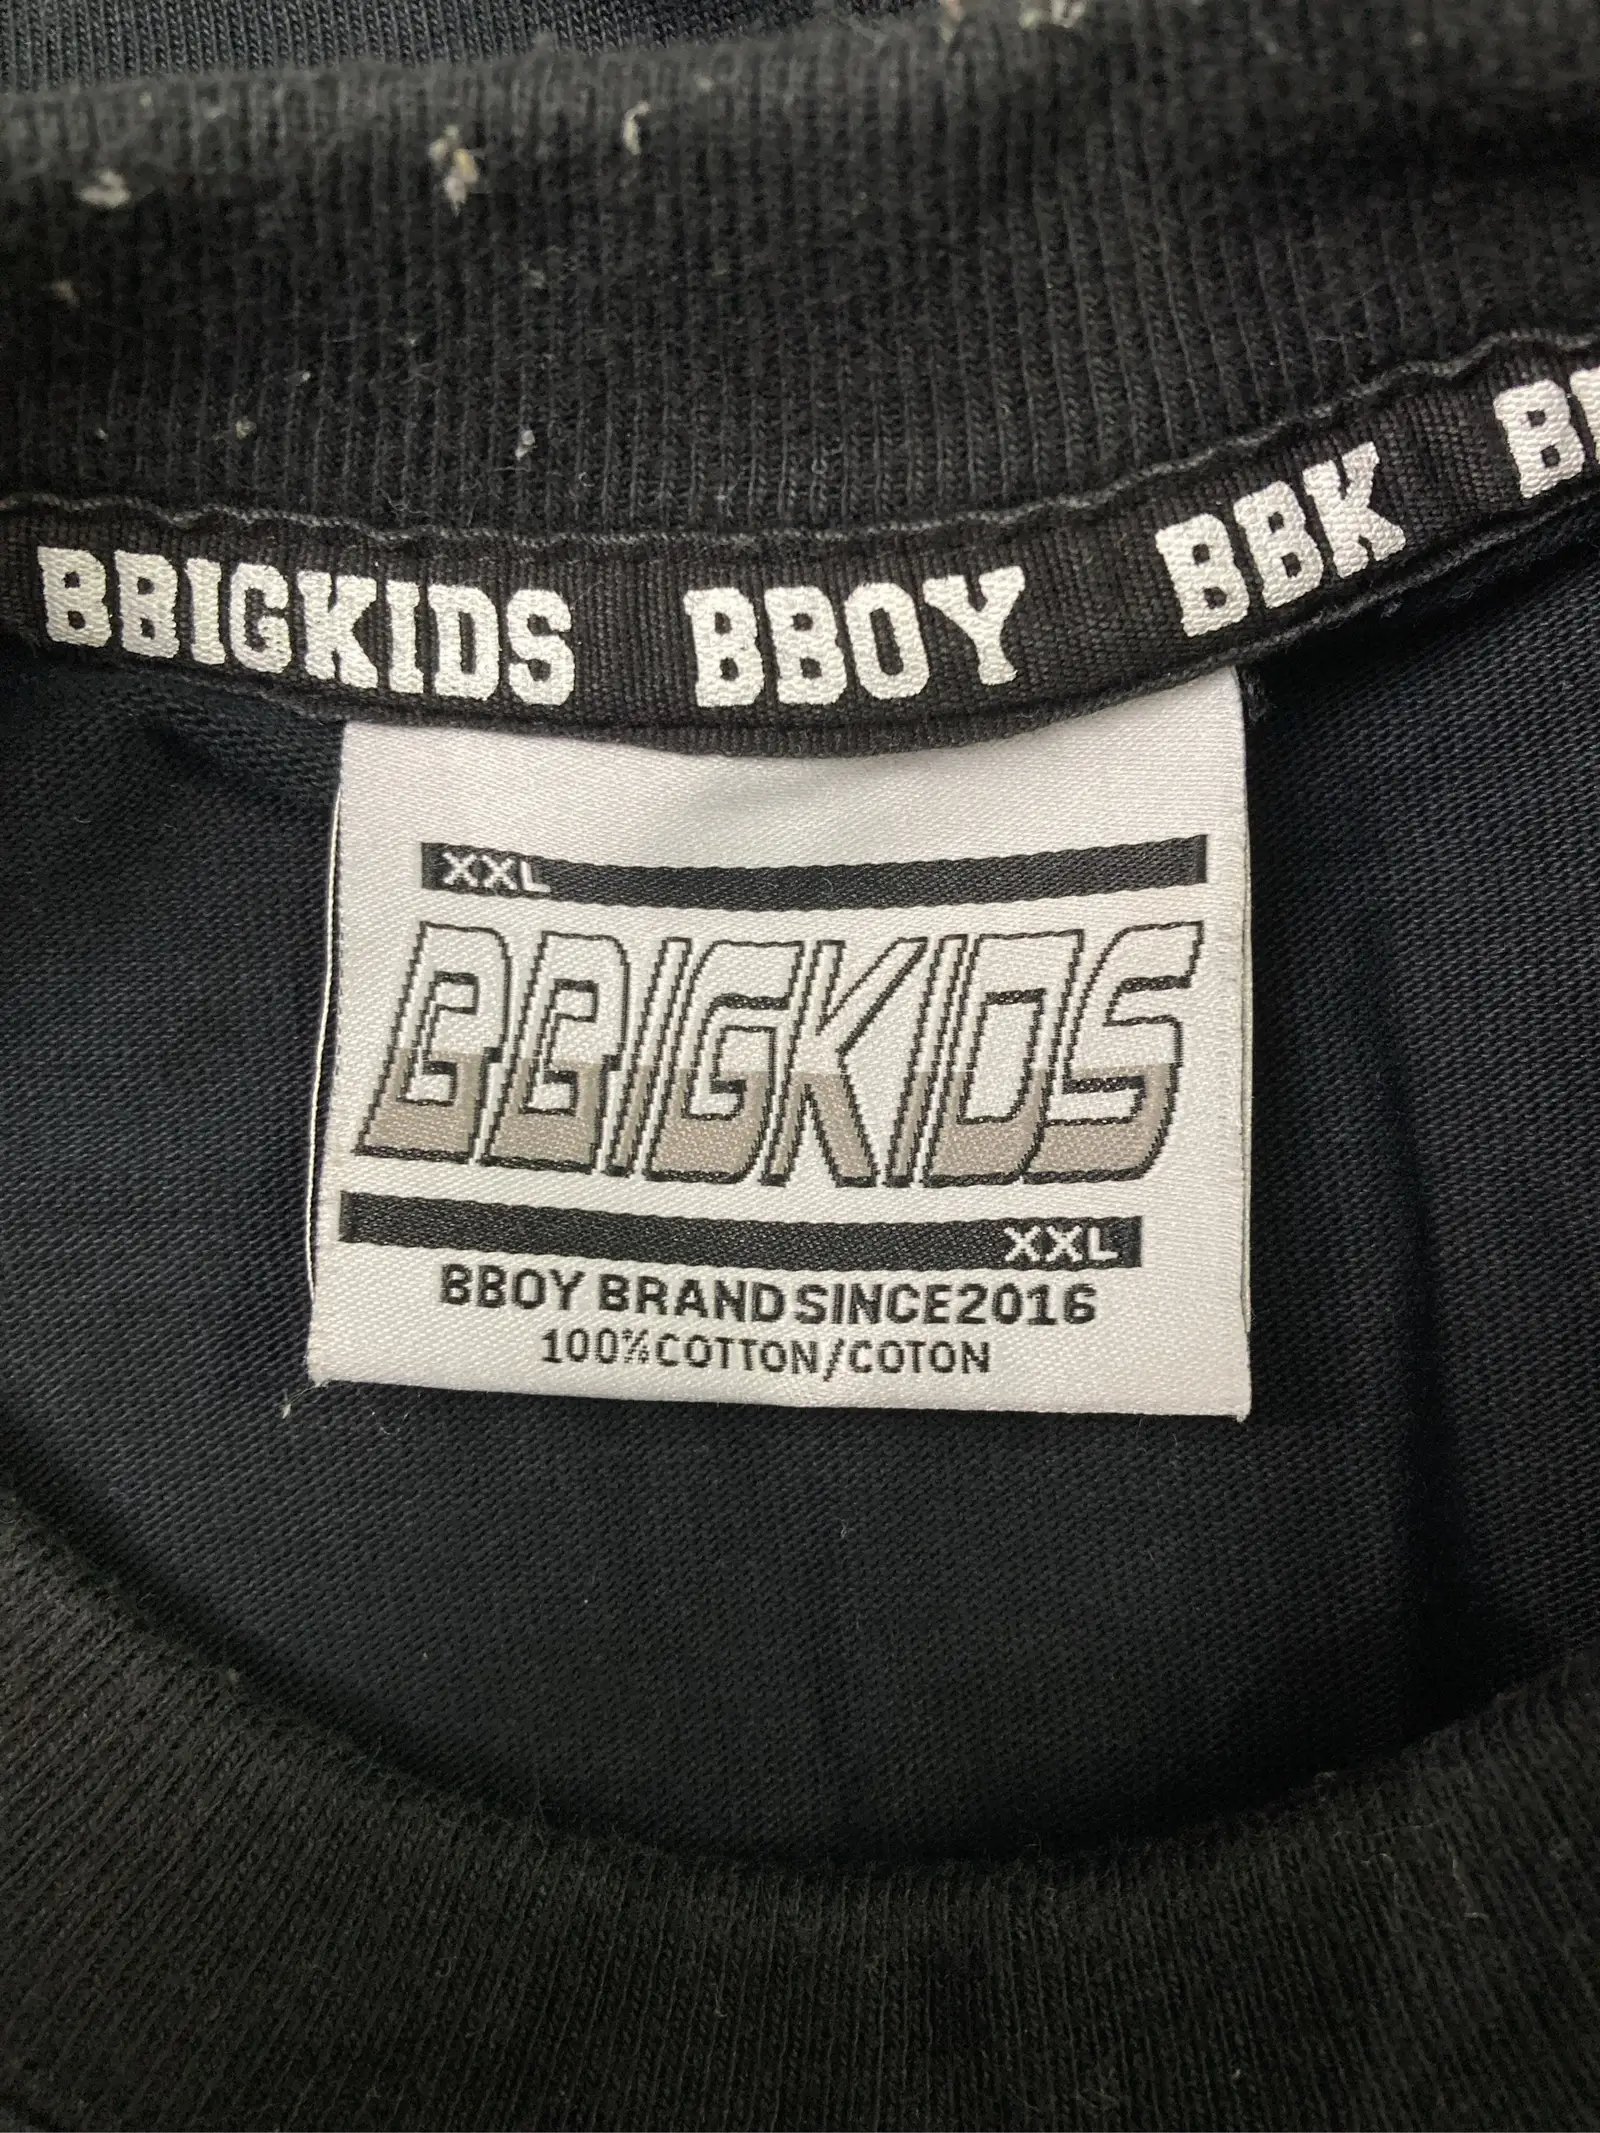 BBIGKIDS BBOY BBK
XXL
BBIGKIDS
XXL
BBOY BRAND SINCE2016
100%COTTON/COTON